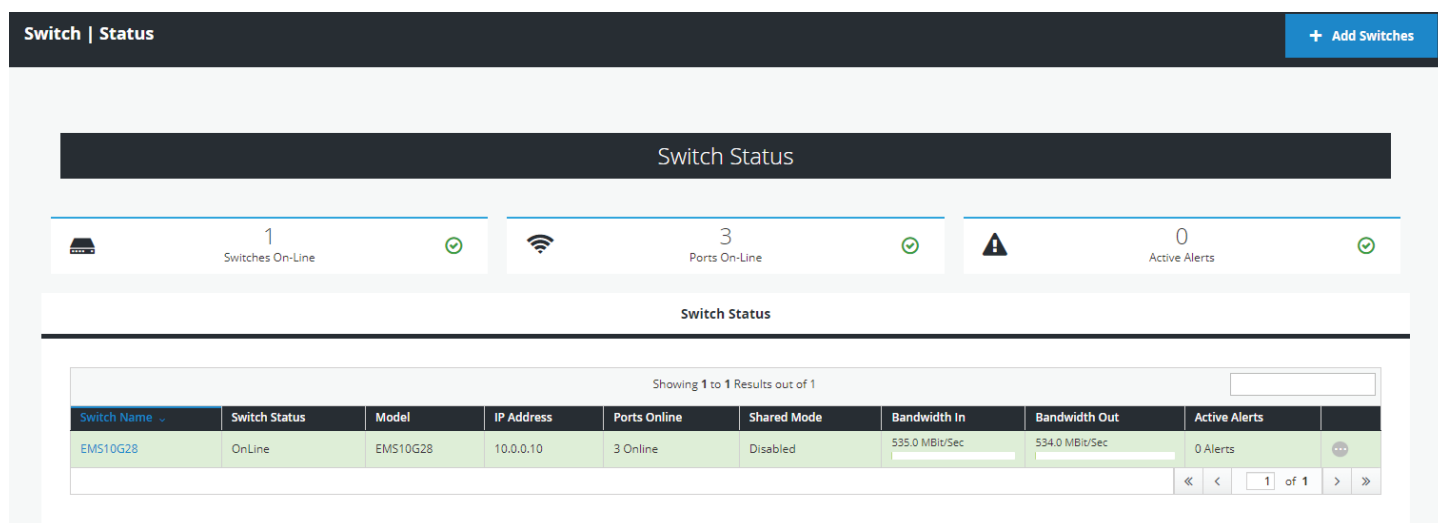 Switch | Status
+ Add Switches
Switch Status
1
Switches On-Line
3
Ports On-Line
0
Active Alerts
Switch Status
Showing 1 to 1 Results out of 1
Switch Name Switch Status Model IP Address Ports Online Shared Mode Bandwidth In Bandwidth Out Active Alerts
EMS10G28 OnLine EMS10G28 10.0.0.10 3 Online Disabled 535.0 MBit/Sec 534.0 MBit/Sec 0 Alerts
« < 1 of 1 > »